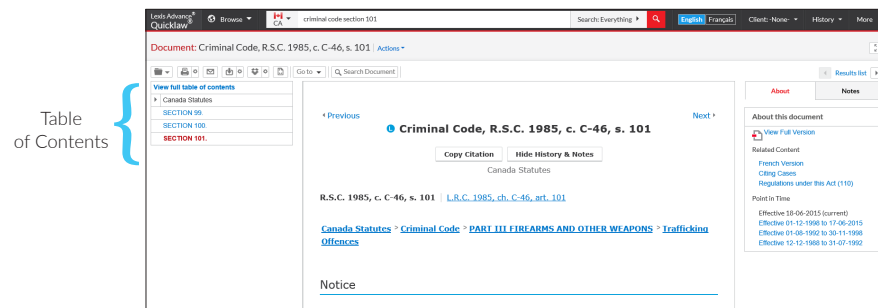 Lexis Advance® Quicklaw® Browse CA criminal code section 101 Search: Everything English Français Client: -None- History More
Document: Criminal Code, R.S.C. 1985, c. C-46, s. 101 | Actions
Go to Search Document Results list
Table
of Contents
View full table of contents
Canada Statutes
SECTION 99.
SECTION 100.
SECTION 101.
Previous Next
L Criminal Code, R.S.C. 1985, c. C-46, s. 101
Copy Citation Hide History & Notes
Canada Statutes
R.S.C. 1985, c. C-46, s. 101 | L.R.C. 1985, ch. C-46, art. 101
Canada Statutes > Criminal Code > PART III FIREARMS AND OTHER WEAPONS > Trafficking
Offences
Notice
About Notes
About this document
View Full Version
Related Content
French Version
Citing Cases
Regulations under this Act (110)
Point in Time
Effective 18-06-2015 (current)
Effective 01-12-1998 to 17-06-2015
Effective 01-08-1992 to 30-11-1998
Effective 12-12-1988 to 31-07-1992